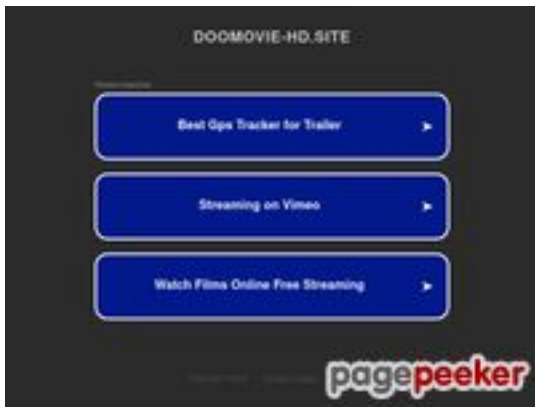 DOOMOVIE-HD.SITE
Best Gps Tracker for Trailer
Streaming on Vimeo
Watch Films Online Free Streaming
pagepeeker